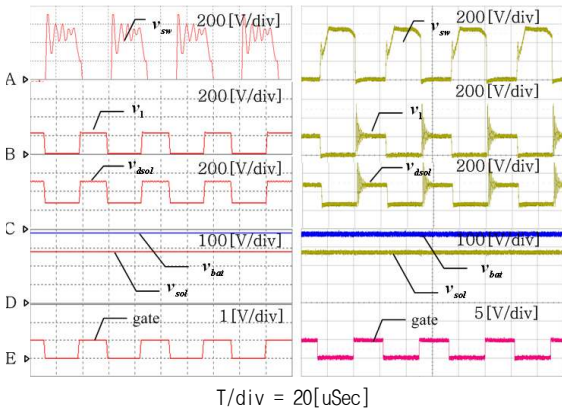 200[V/div] 200[V/div]
v_sw v_sw
A
200[V/div] 200[V/div]
v_1 v_1
B
v_dsol 200[V/div] v_dsol 200[V/div]
C
100[V/div] 100[V/div]
v_bat v_bat
v_sol v_sol
D
gate 1[V/div] gate 5[V/div]
E
T/div = 20[uSec]